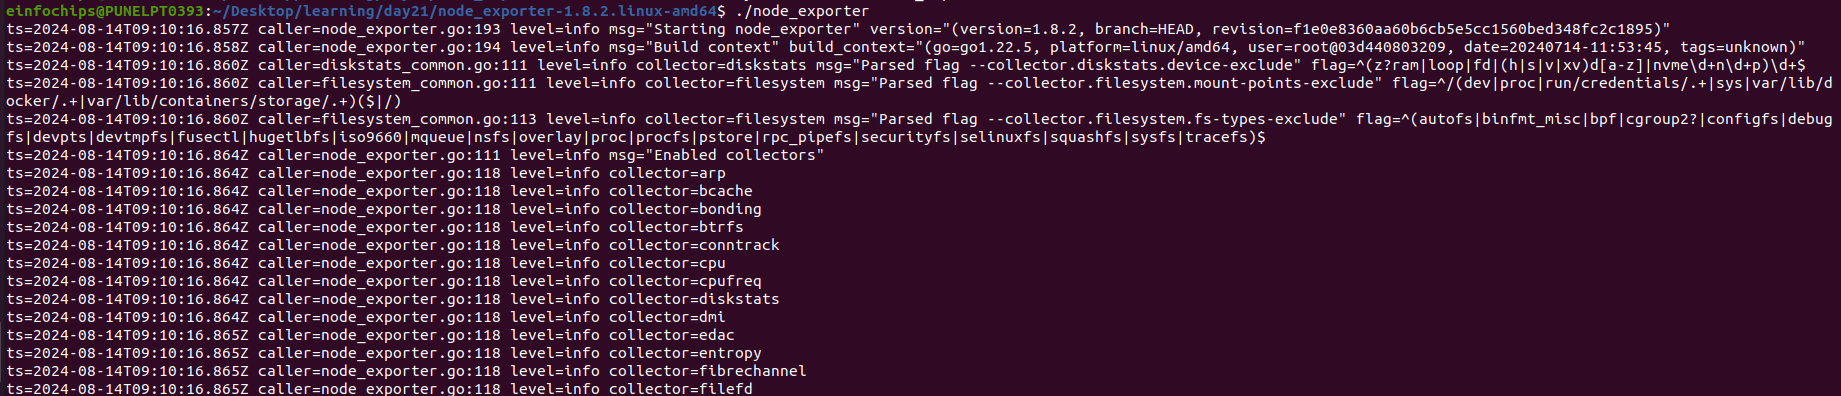 einfochips@PUNELPT0393:~/Desktop/learning/day21/node_exporter-1.8.2.linux-amd64$ ./node_exporter
ts=2024-08-14T09:10:16.857Z caller=node_exporter.go:193 level=info msg="Starting node_exporter" version="(version=1.8.2, branch=HEAD, revision=f1e0e8360aa60b6cb5e5cc1560bed348fc2c1895)"
ts=2024-08-14T09:10:16.858Z caller=node_exporter.go:194 level=info msg="Build context" build_context="(go=go1.22.5, platform=linux/amd64, user=root@03d440803209, date=20240714-11:53:45, tags=unknown)"
ts=2024-08-14T09:10:16.860Z caller=diskstats_common.go:111 level=info collector=diskstats msg="Parsed flag --collector.diskstats.device-exclude" flag=^(z?ram|loop|fd|(h|s|v|xv)d[a-z]|nvme\d+n\d+p)\d+$
ts=2024-08-14T09:10:16.860Z caller=filesystem_common.go:111 level=info collector=filesystem msg="Parsed flag --collector.filesystem.mount-points-exclude" flag=^/(dev|proc|run/credentials/.+|sys|var/lib/d
ocker/.+|var/lib/containers/storage/.+)($|/)
ts=2024-08-14T09:10:16.860Z caller=filesystem_common.go:113 level=info collector=filesystem msg="Parsed flag --collector.filesystem.fs-types-exclude" flag=^(autofs|binfmt_misc|bpf|cgroup2?|configfs|debug
fs|devpts|devtmpfs|fusectl|hugetlbfs|iso9660|mqueue|nsfs|overlay|proc|procfs|pstore|rpc_pipefs|securityfs|selinuxfs|squashfs|sysfs|tracefs)$
ts=2024-08-14T09:10:16.864Z caller=node_exporter.go:111 level=info msg="Enabled collectors"
ts=2024-08-14T09:10:16.864Z caller=node_exporter.go:118 level=info collector=arp
ts=2024-08-14T09:10:16.864Z caller=node_exporter.go:118 level=info collector=bcache
ts=2024-08-14T09:10:16.864Z caller=node_exporter.go:118 level=info collector=bonding
ts=2024-08-14T09:10:16.864Z caller=node_exporter.go:118 level=info collector=btrfs
ts=2024-08-14T09:10:16.864Z caller=node_exporter.go:118 level=info collector=conntrack
ts=2024-08-14T09:10:16.864Z caller=node_exporter.go:118 level=info collector=cpu
ts=2024-08-14T09:10:16.864Z caller=node_exporter.go:118 level=info collector=cpufreq
ts=2024-08-14T09:10:16.864Z caller=node_exporter.go:118 level=info collector=diskstats
ts=2024-08-14T09:10:16.864Z caller=node_exporter.go:118 level=info collector=dmi
ts=2024-08-14T09:10:16.865Z caller=node_exporter.go:118 level=info collector=edac
ts=2024-08-14T09:10:16.865Z caller=node_exporter.go:118 level=info collector=entropy
ts=2024-08-14T09:10:16.865Z caller=node_exporter.go:118 level=info collector=fibrechannel
ts=2024-08-14T09:10:16.865Z caller=node_exporter.go:118 level=info collector=filefd